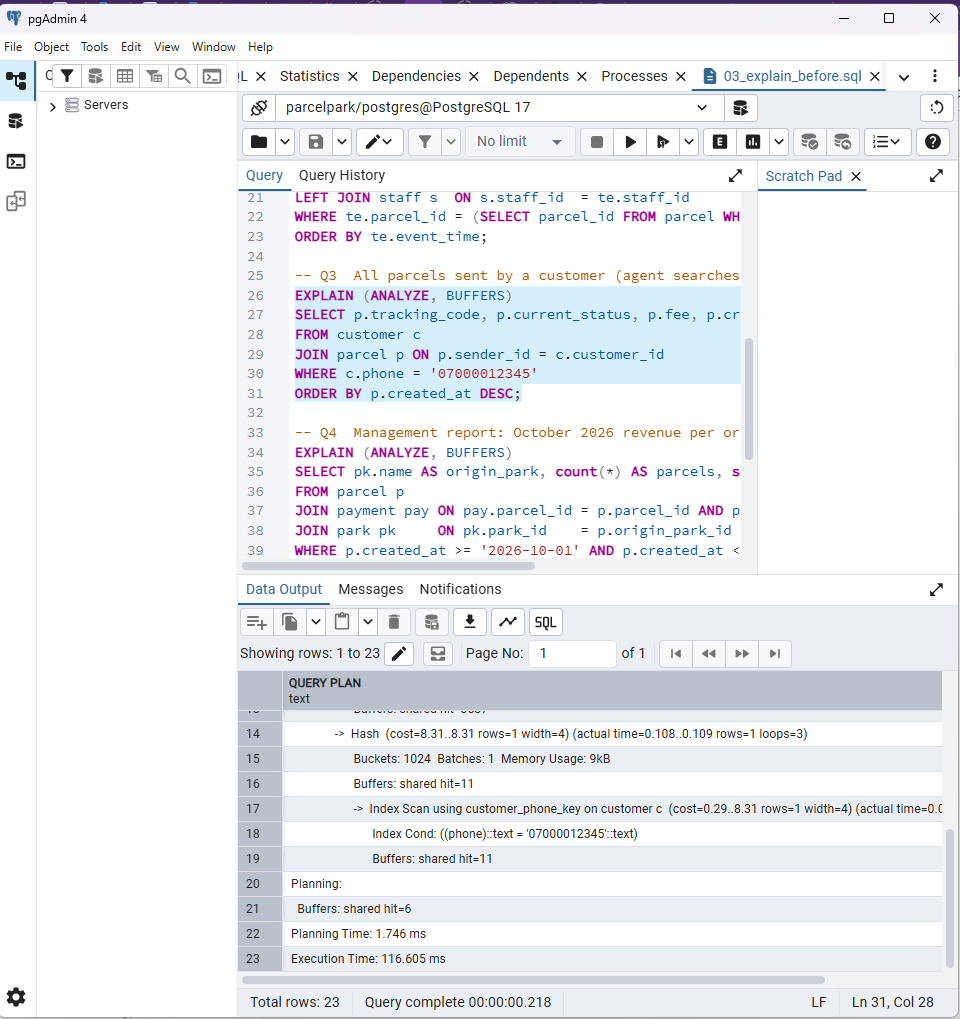 pgAdmin 4
File Object Tools Edit View Window Help
Servers
Statistics Dependencies Dependents Processes 03_explain_before.sql
parcelpark/postgres@PostgreSQL 17
No limit
E
Query Query History
Scratch Pad
21 LEFT JOIN staff s ON s.staff_id = te.staff_id
22 WHERE te.parcel_id = (SELECT parcel_id FROM parcel WH
23 ORDER BY te.event_time;
24
25 -- Q3 All parcels sent by a customer (agent searches
26 EXPLAIN (ANALYZE, BUFFERS)
27 SELECT p.tracking_code, p.current_status, p.fee, p.cr
28 FROM customer c
29 JOIN parcel p ON p.sender_id = c.customer_id
30 WHERE c.phone = '07000012345'
31 ORDER BY p.created_at DESC;
32
33 -- Q4 Management report: October 2026 revenue per or
34 EXPLAIN (ANALYZE, BUFFERS)
35 SELECT pk.name AS origin_park, count(*) AS parcels, s
36 FROM parcel p
37 JOIN payment pay ON pay.parcel_id = p.parcel_id AND p
38 JOIN park pk ON pk.park_id = p.origin_park_id
39 WHERE p.created_at >= '2026-10-01' AND p.created_at <
Data Output Messages Notifications
SQL
Showing rows: 1 to 23 Page No: 1 of 1
QUERY PLAN
text
14 -> Hash (cost=8.31..8.31 rows=1 width=4) (actual time=0.108..0.109 rows=1 loops=3)
15 Buckets: 1024 Batches: 1 Memory Usage: 9kB
16 Buffers: shared hit=11
17 -> Index Scan using customer_phone_key on customer c (cost=0.29..8.31 rows=1 width=4) (actual time=0.0
18 Index Cond: ((phone)::text = '07000012345'::text)
19 Buffers: shared hit=11
20 Planning:
21 Buffers: shared hit=6
22 Planning Time: 1.746 ms
23 Execution Time: 116.605 ms
Total rows: 23 Query complete 00:00:00.218 LF Ln 31, Col 28